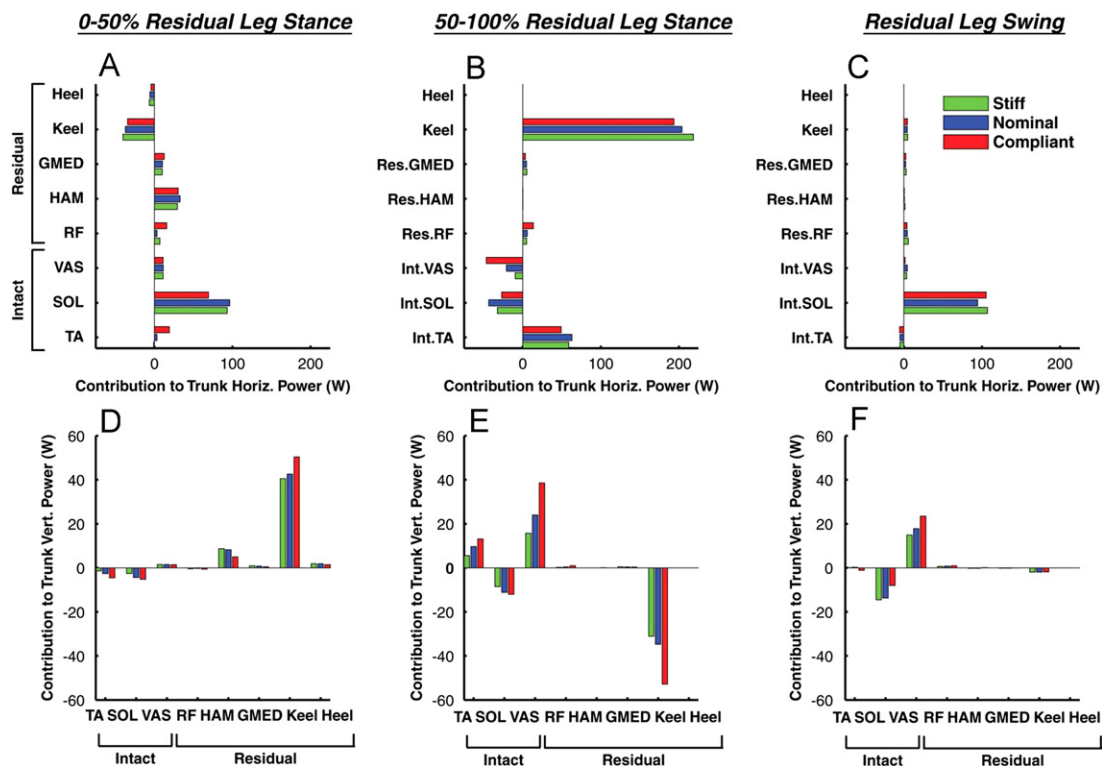 0-50% Residual Leg Stance
50-100% Residual Leg Stance
Residual Leg Swing
A
Residual
Intact
Heel
Keel
GMED
HAM
RF
VAS
SOL
TA
0
100
200
Contribution to Trunk Horiz. Power (W)
B
Heel
Keel
Res.GMED
Res.HAM
Res.RF
Int.VAS
Int.SOL
Int.TA
0
100
200
Contribution to Trunk Horiz. Power (W)
C
Heel
Keel
Res.GMED
Res.HAM
Res.RF
Int.VAS
Int.SOL
Int.TA
Stiff
Nominal
Compliant
0
100
200
Contribution to Trunk Horiz. Power (W)
D
Contribution to Trunk Vert. Power (W)
60
40
20
0
-20
-40
-60
TA SOL VAS RF HAM GMED Keel Heel
Intact
Residual
E
Contribution to Trunk Vert. Power (W)
60
40
20
0
-20
-40
-60
TA SOL VAS RF HAM GMED Keel Heel
Intact
Residual
F
Contribution to Trunk Vert. Power (W)
60
40
20
0
-20
-40
-60
TA SOL VAS RF HAM GMED Keel Heel
Intact
Residual